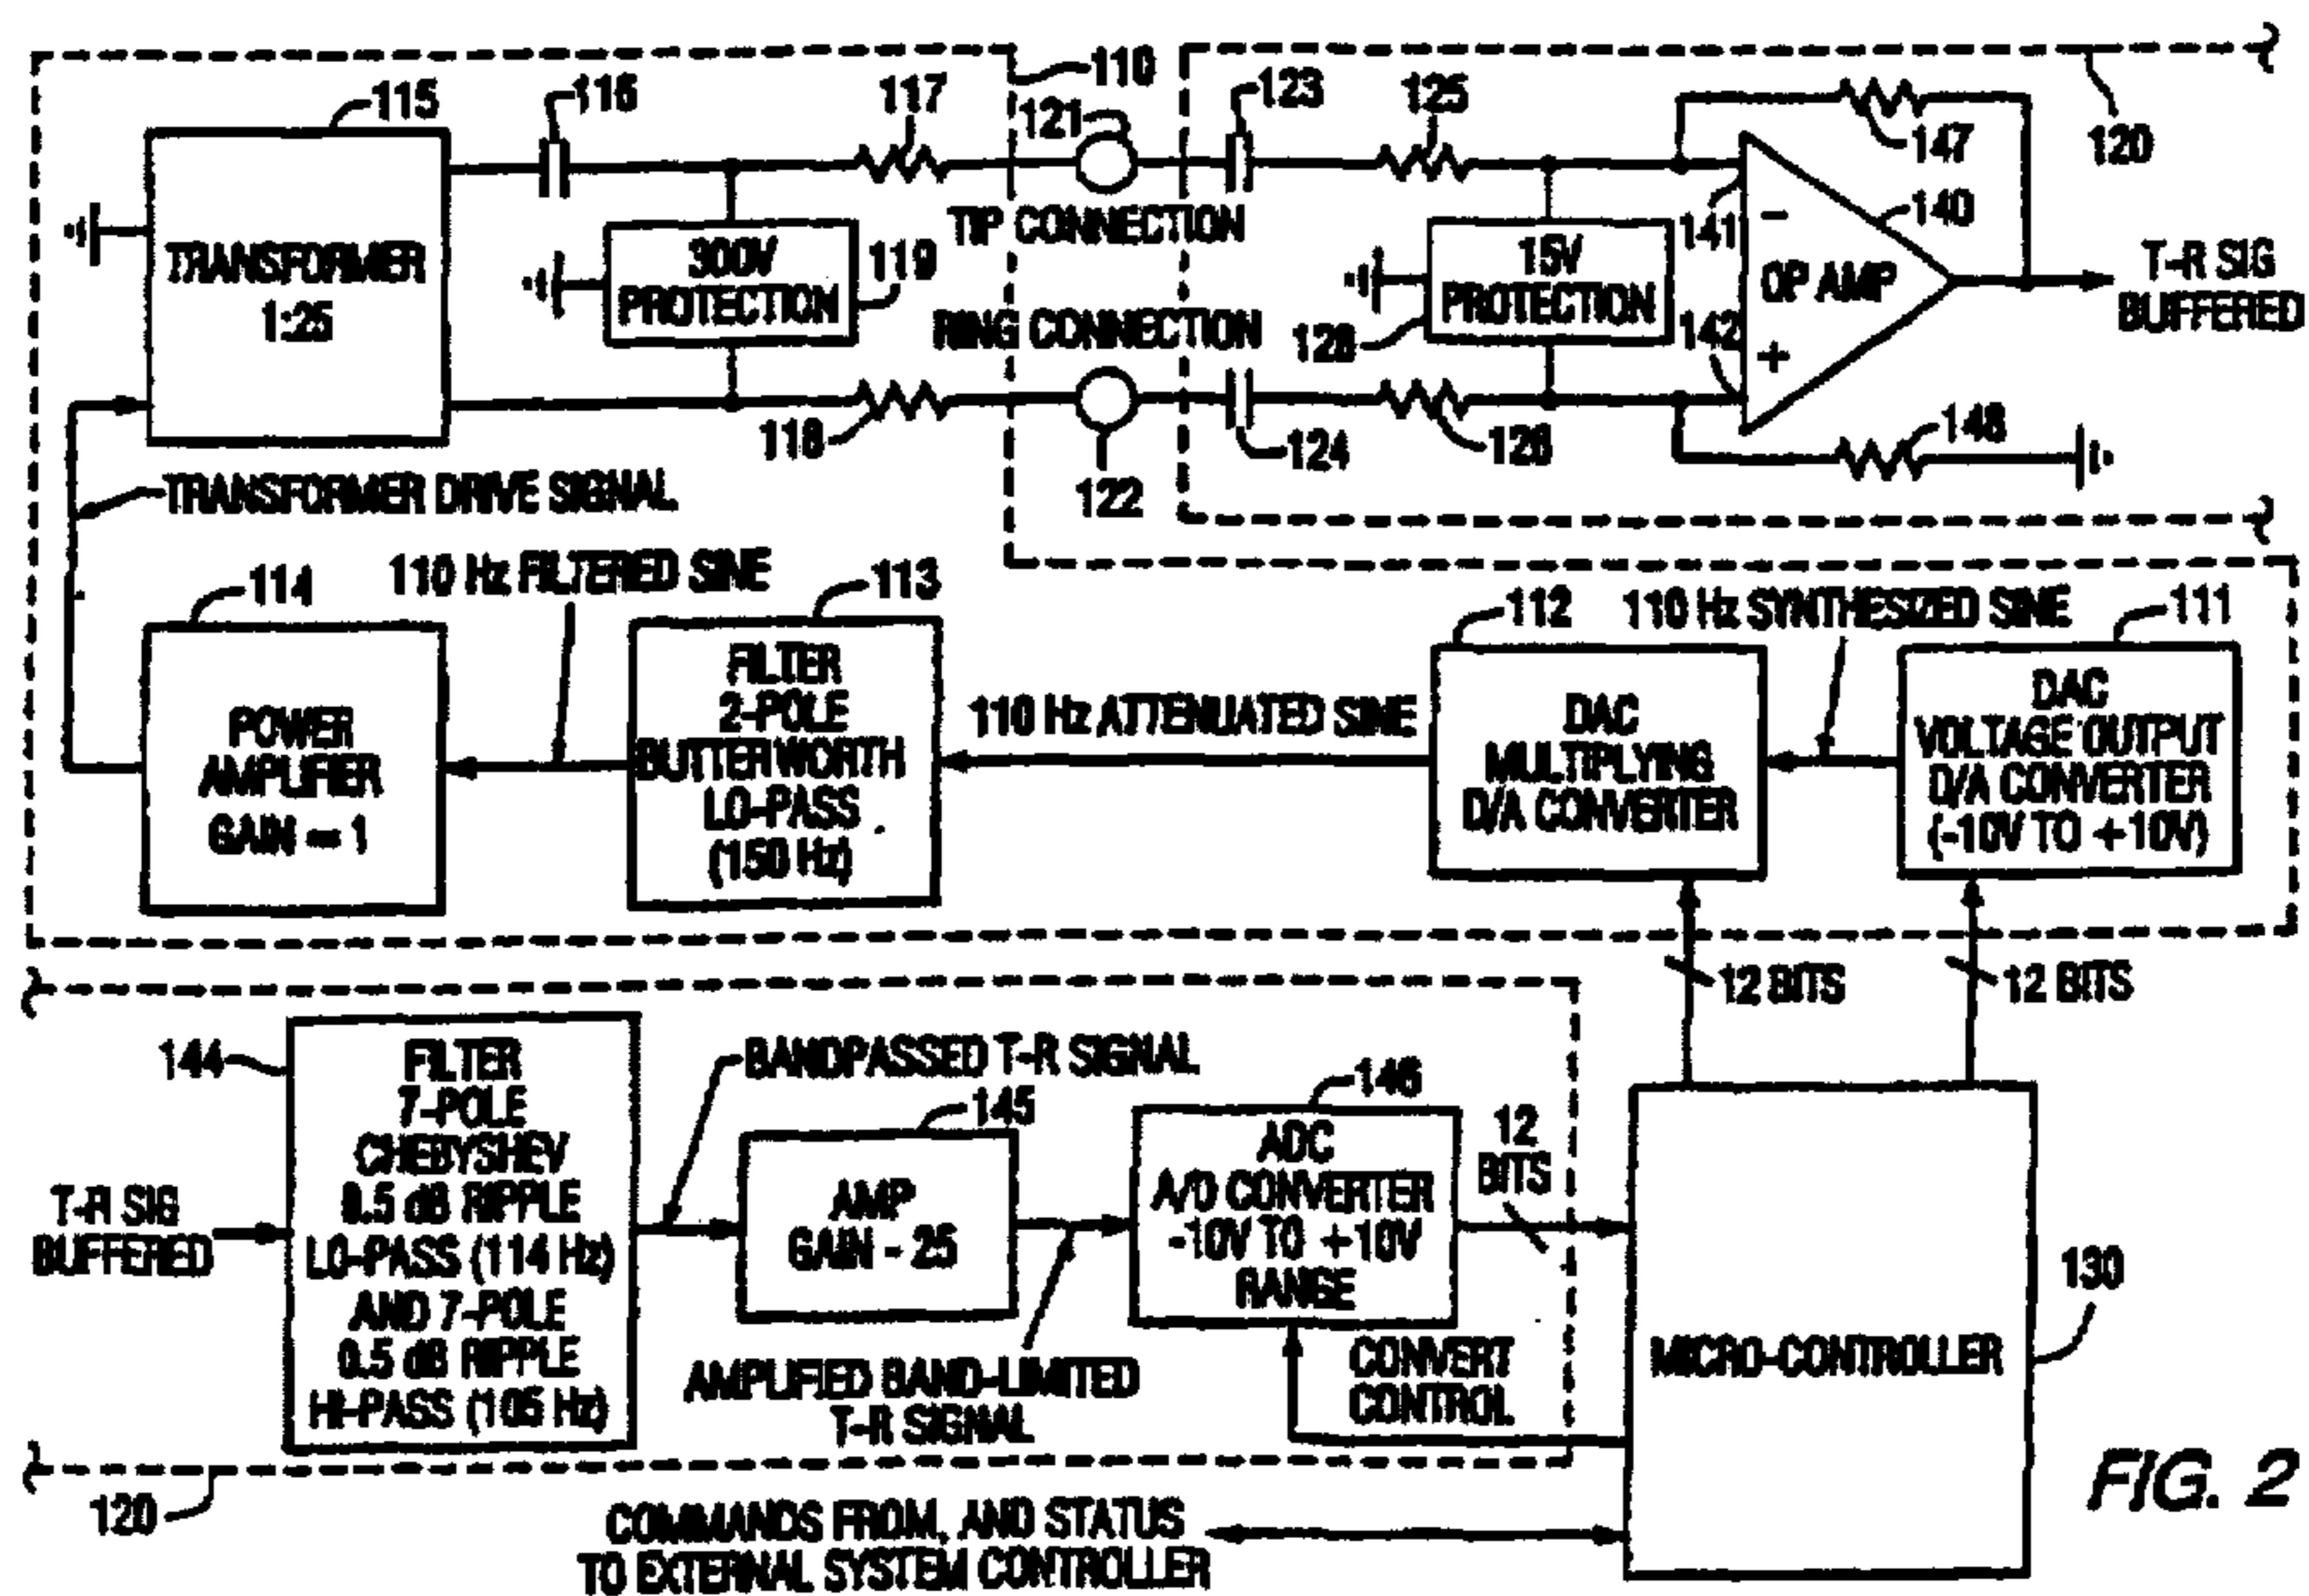 115
116
117
110
121
123
125
147
120
TRANSFORMER
1:25
300V
PROTECTION
119
TIP CONNECTION
RING CONNECTION
15V
PROTECTION
128
141
-
140
OP AMP
142
+
T-R SIG
BUFFERED
118
122
124
126
148
TRANSFORMER DRIVE SIGNAL
110 Hz FILTERED SINE
114
113
112
110 Hz SYNTHESIZED SINE
111
POWER
AMPLIFIER
GAIN = 1
FILTER
2-POLE
BUTTERWORTH
LO-PASS
(150 Hz)
110 Hz ATTENUATED SINE
DAC
MULTIPLYING
D/A CONVERTER
DAC
VOLTAGE OUTPUT
D/A CONVERTER
(-10V TO +10V)
12 BITS
12 BITS
144
FILTER
7-POLE
CHEBYSHEV
0.5 dB RIPPLE
LO-PASS (114 Hz)
AND 7-POLE
0.5 dB RIPPLE
HI-PASS (105 Hz)
T-R SIG
BUFFERED
BANDPASSED T-R SIGNAL
145
AMP
GAIN - 25
AMPLIFIED BAND-LIMITED
T-R SIGNAL
146
ADC
A/D CONVERTER
-10V TO +10V
RANGE
12
BITS
CONVERT
CONTROL
MICRO-CONTROLLER
130
120
COMMANDS FROM, AND STATUS
TO EXTERNAL SYSTEM CONTROLLER
FIG. 2